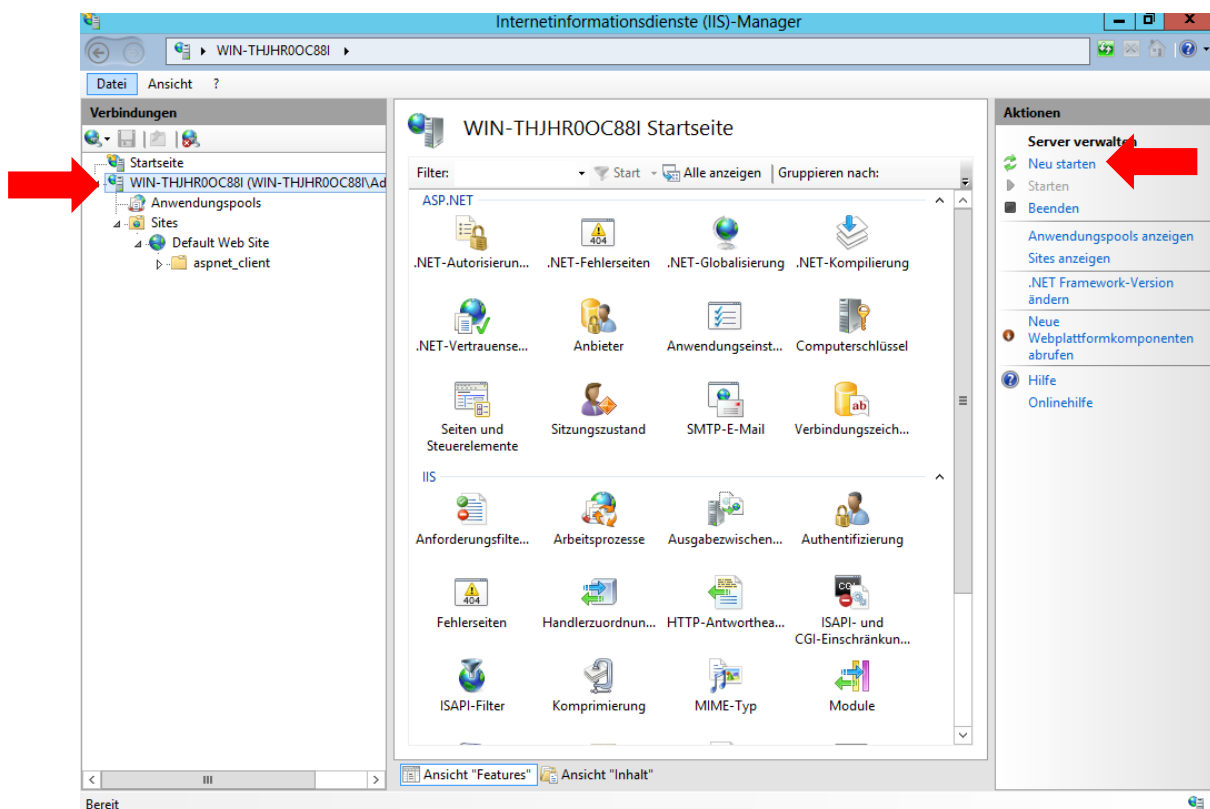 Internetinformationsdienste (IIS)-Manager
WIN-THJHR0OC88I
Datei Ansicht ?
Verbindungen
Startseite
WIN-THJHR0OC88I (WIN-THJHR0OC88I\Ad
Anwendungspools
Sites
Default Web Site
aspnet_client
WIN-THJHR0OC88I Startseite
Filter: Start Alle anzeigen Gruppieren nach:
ASP.NET
.NET-Autorisierun... .NET-Fehlerseiten .NET-Globalisierung .NET-Kompilierung
.NET-Vertrauense... Anbieter Anwendungseinst... Computerschlüssel
Seiten und Steuerelemente Sitzungszustand SMTP-E-Mail Verbindungszeich...
IIS
Anforderungsfilte... Arbeitsprozesse Ausgabezwischen... Authentifizierung
Fehlerseiten Handlerzuordnun... HTTP-Antworthea... ISAPI- und
CGI-Einschränkun...
ISAPI-Filter Komprimierung MIME-Typ Module
Ansicht "Features" Ansicht "Inhalt"
Aktionen
Server verwalten
Neu starten
Starten
Beenden
Anwendungspools anzeigen
Sites anzeigen
.NET Framework-Version
ändern
Neue
Webplattformkomponenten
abrufen
Hilfe
Onlinehilfe
Bereit